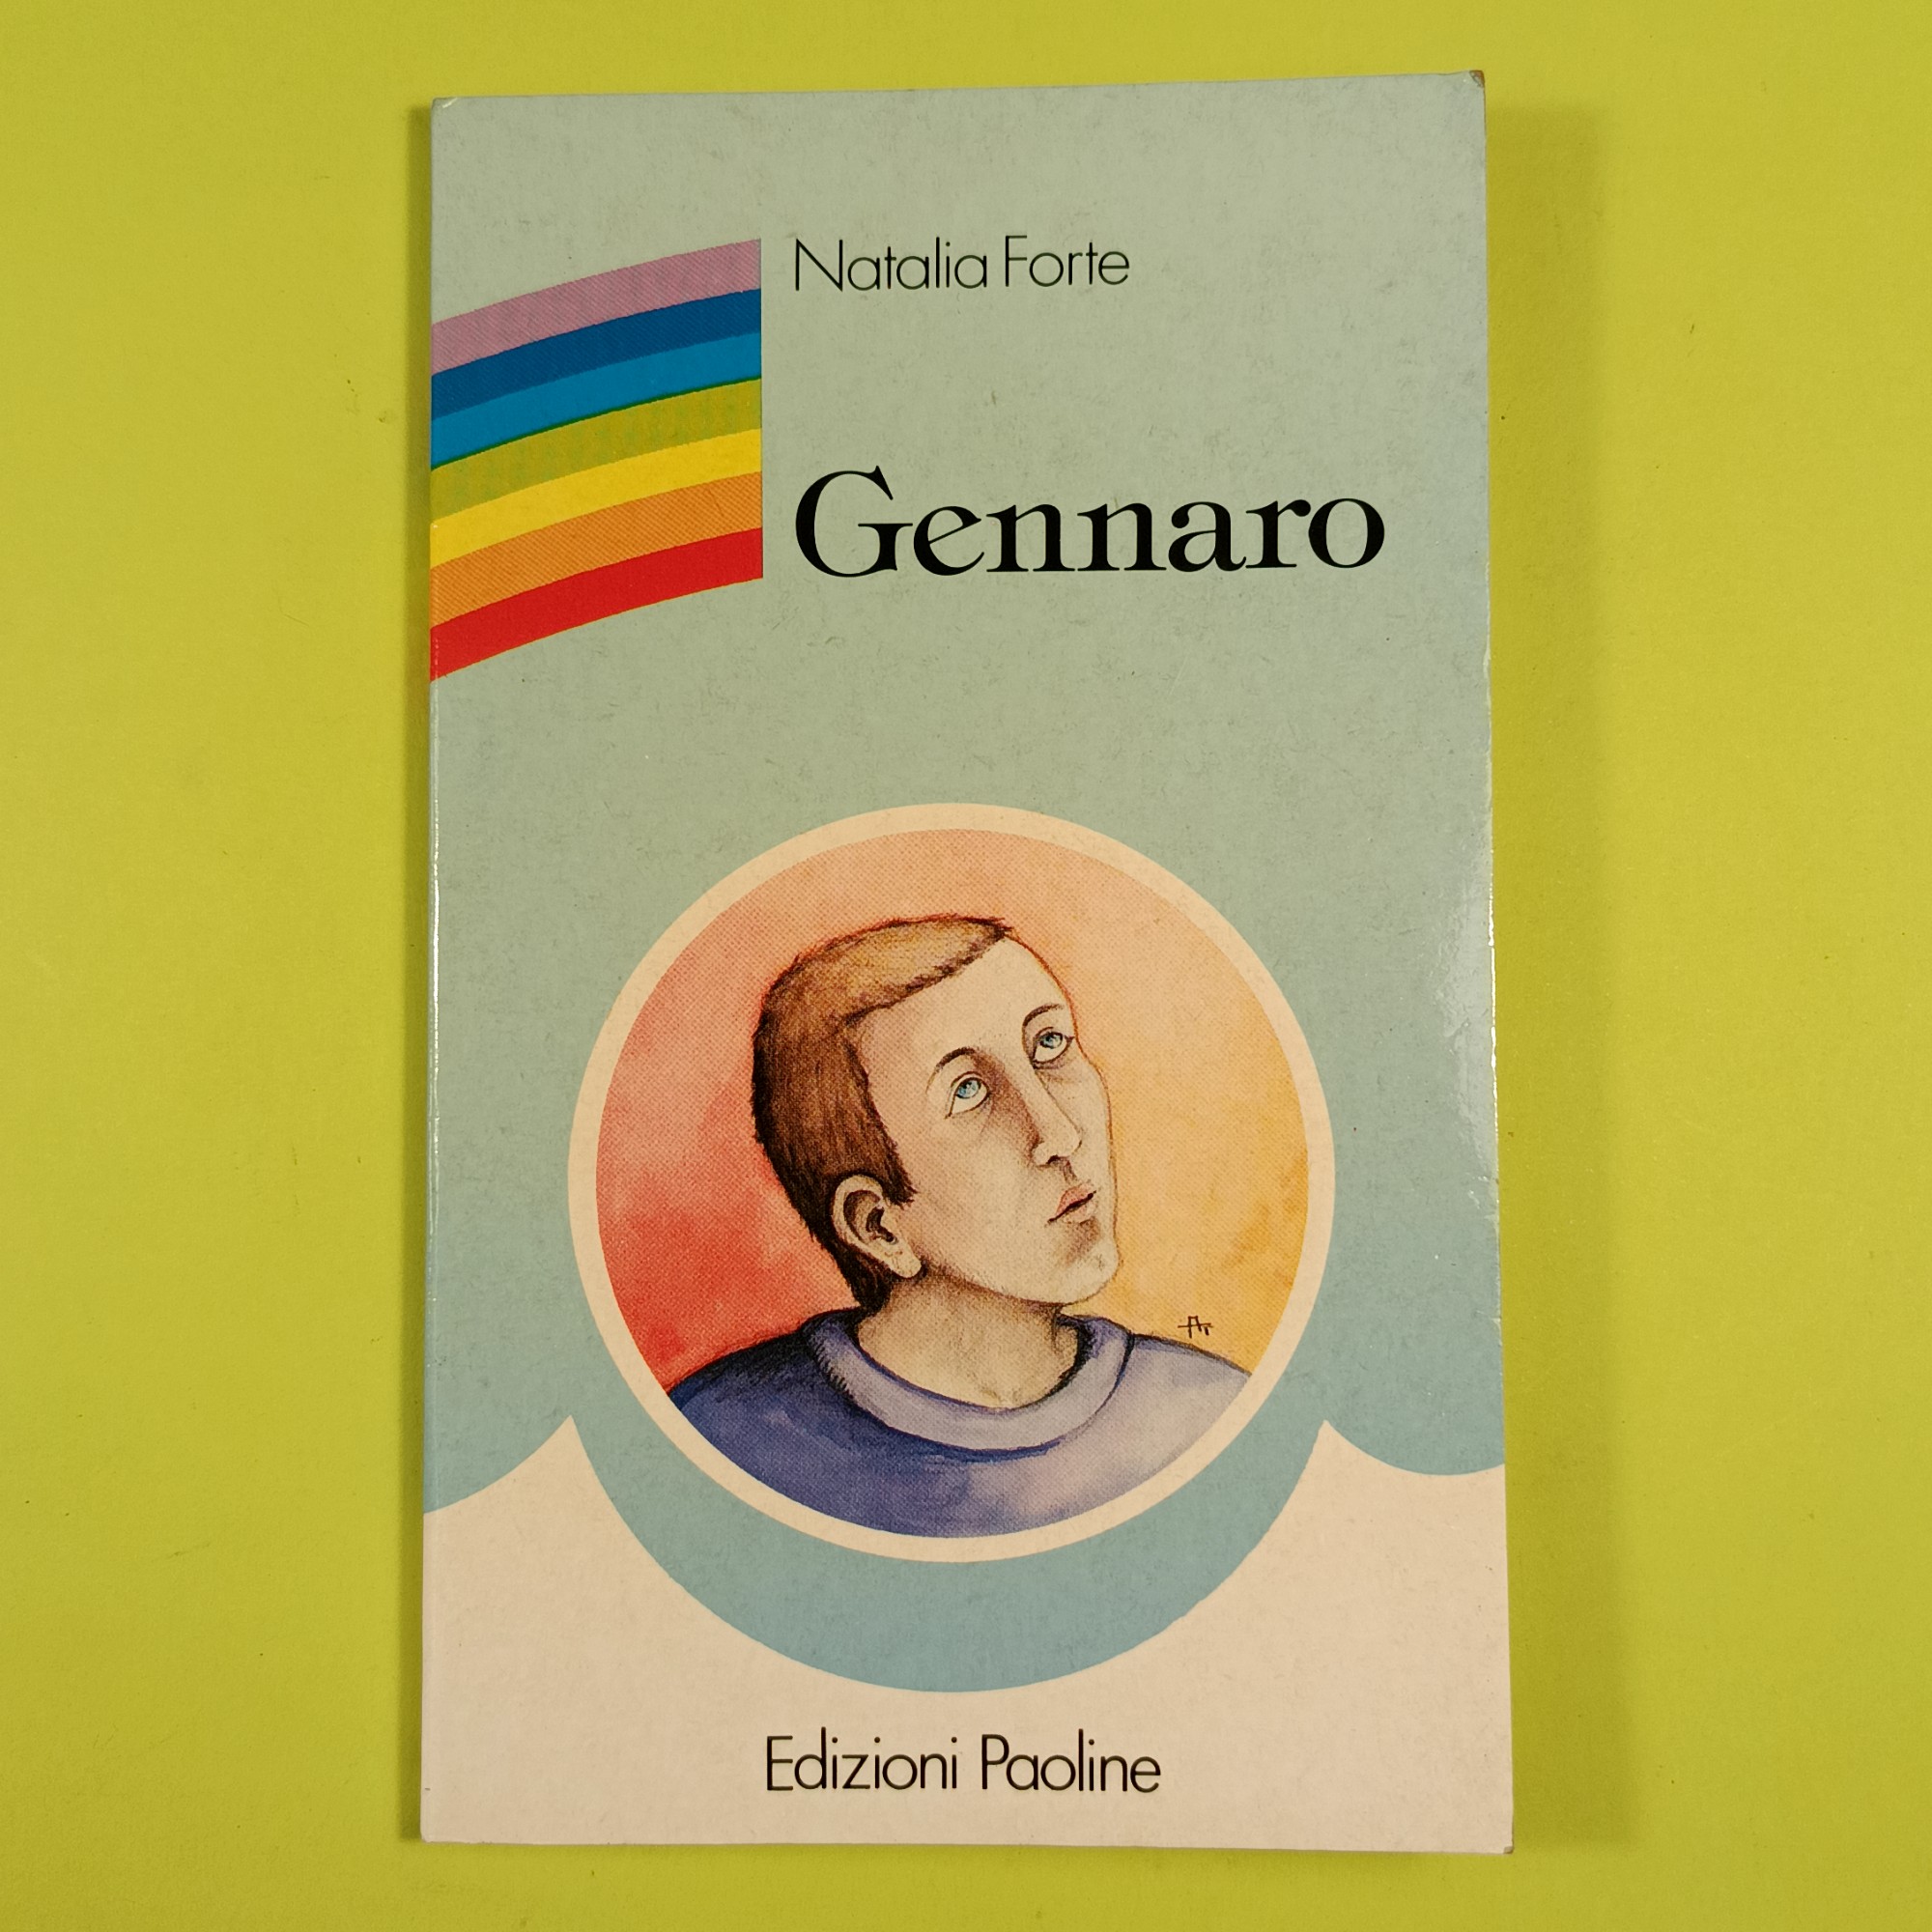 Natalia Forte
Gennaro
Edizioni Paoline